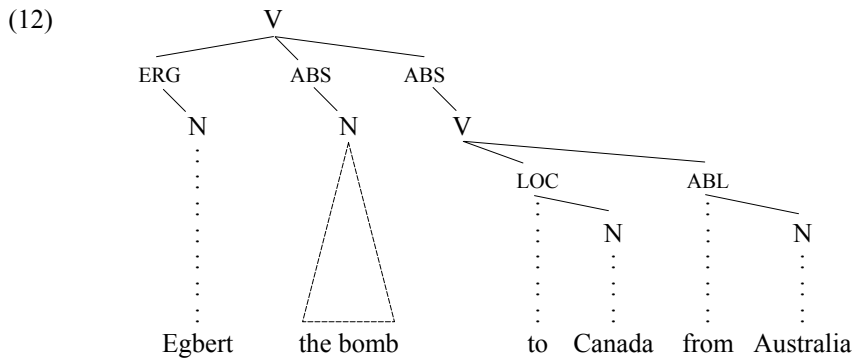 (12) V
ERG ABS ABS
N N V
LOC ABL
N N
Egbert the bomb to Canada from Australia